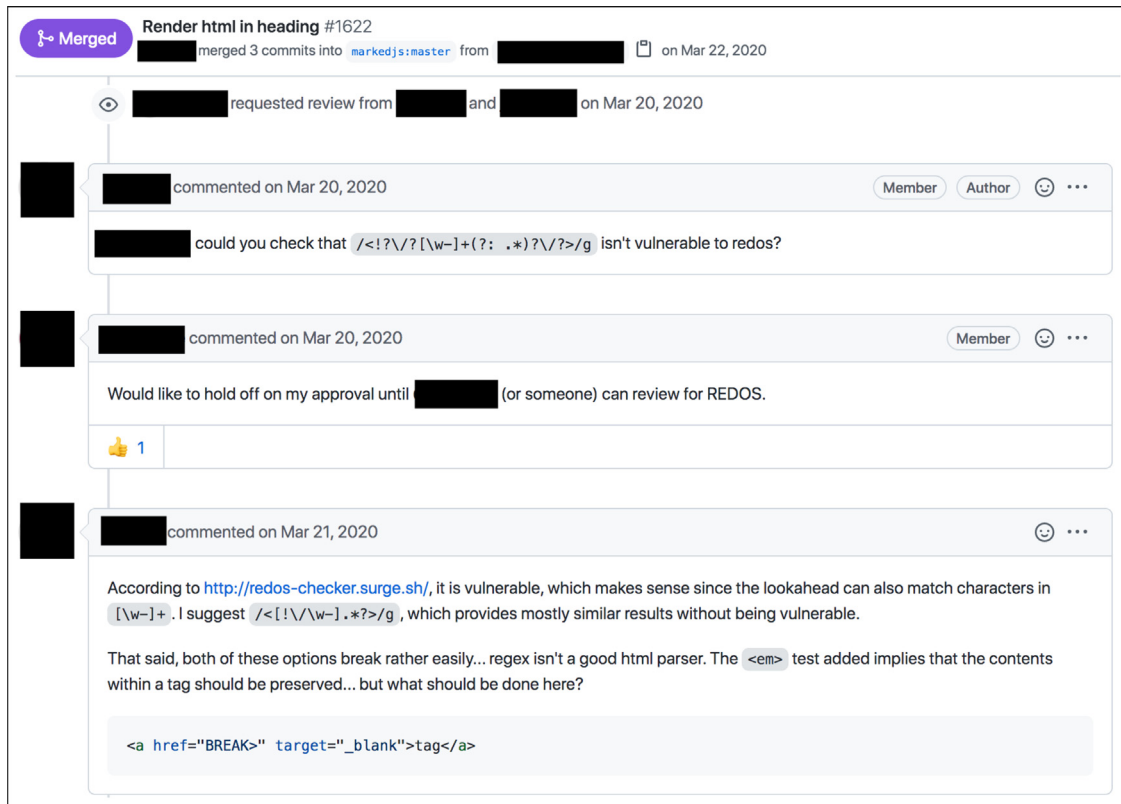 Merged
Render html in heading #1622
merged 3 commits into markedjs:master from on Mar 22, 2020
requested review from and on Mar 20, 2020
commented on Mar 20, 2020 Member Author
could you check that /<!?\/?[\w-]+(?: .*)?\/?>/g isn't vulnerable to redos?
commented on Mar 20, 2020 Member
Would like to hold off on my approval until (or someone) can review for REDOS.
👍 1
commented on Mar 21, 2020
According to http://redos-checker.surge.sh/, it is vulnerable, which makes sense since the lookahead can also match characters in
[\w-]+. I suggest /<[!\/\w-].*?>/g, which provides mostly similar results without being vulnerable.
That said, both of these options break rather easily... regex isn't a good html parser. The <em> test added implies that the contents
within a tag should be preserved... but what should be done here?
<a href="BREAK>" target="_blank">tag</a>